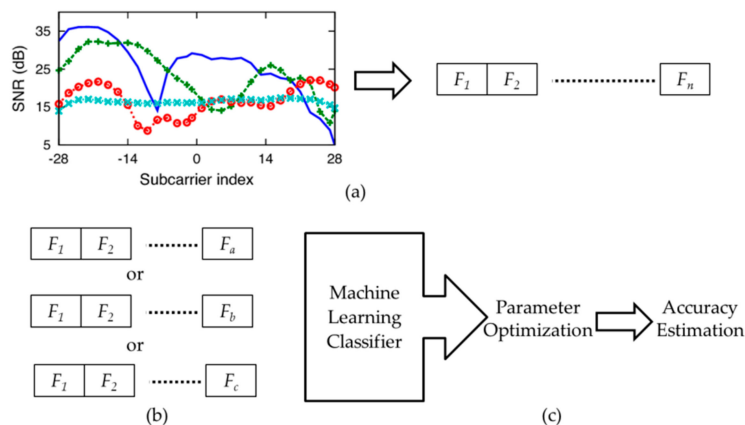 SNR (dB)
35
25
15
5
-28
-14
0
14
28
Subcarrier index
F1 F2 Fn
(a)
F1 F2 Fa
or
F1 F2 Fb
or
F1 F2 Fc
(b)
Machine
Learning
Classifier
Parameter
Optimization
Accuracy
Estimation
(c)